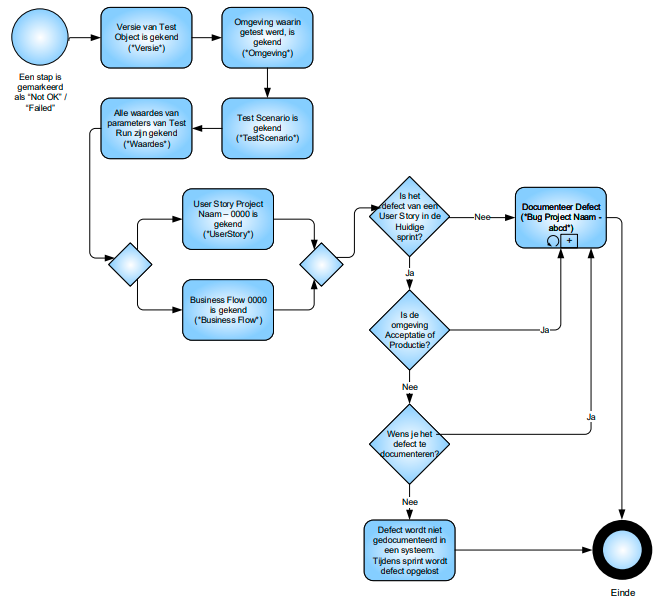 Versie van Test
Object is gekend
("Versie")
Omgeving waarin
getest werd, is
gekend
("Omgeving")
Een stap is
gemarkeerd
als "Not OK" /
"Failed"
Alle waardes van
parameters van Test
Run zijn gekend
("Waardes")
Test Scenario is
gekend
("TestScenario")
User Story Project
Naam – 0000 is
gekend
("UserStory")
Business Flow 0000
is gekend
("Business Flow")
Is het
defect van een
User Story in de
Huidige
sprint?
Nee
Documenteer Defect
("Bug Project Naam -
abcd")
+
Ja
Is de
omgeving
Acceptatie of
Productie?
Ja
Nee
Wens je het
defect te
documenteren?
Ja
Nee
Defect wordt niet
gedocumenteerd in
een systeem.
Tijdens sprint wordt
defect opgelost
Einde